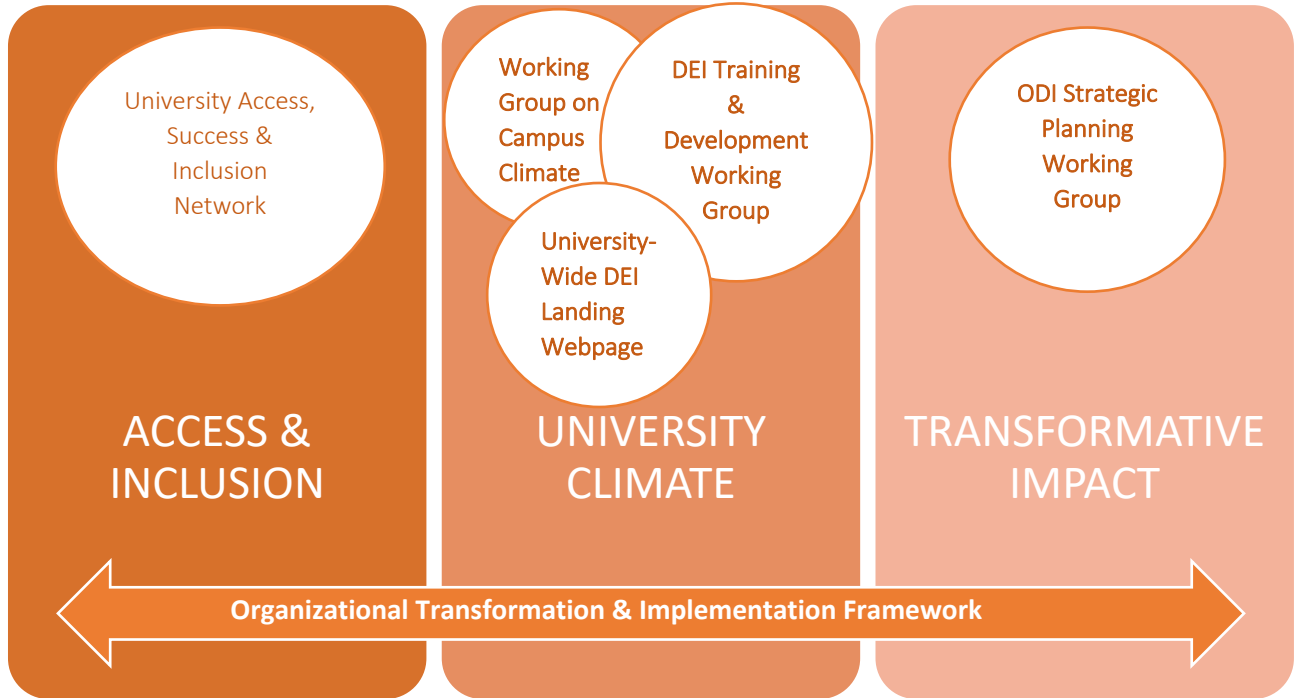 University Access,
Success &
Inclusion
Network
Working
Group on
Campus
Climate
DEI Training
&
Development
Working
Group
University-
Wide DEI
Landing
Webpage
ODI Strategic
Planning
Working
Group
ACCESS &
INCLUSION
UNIVERSITY
CLIMATE
TRANSFORMATIVE
IMPACT
Organizational Transformation & Implementation Framework